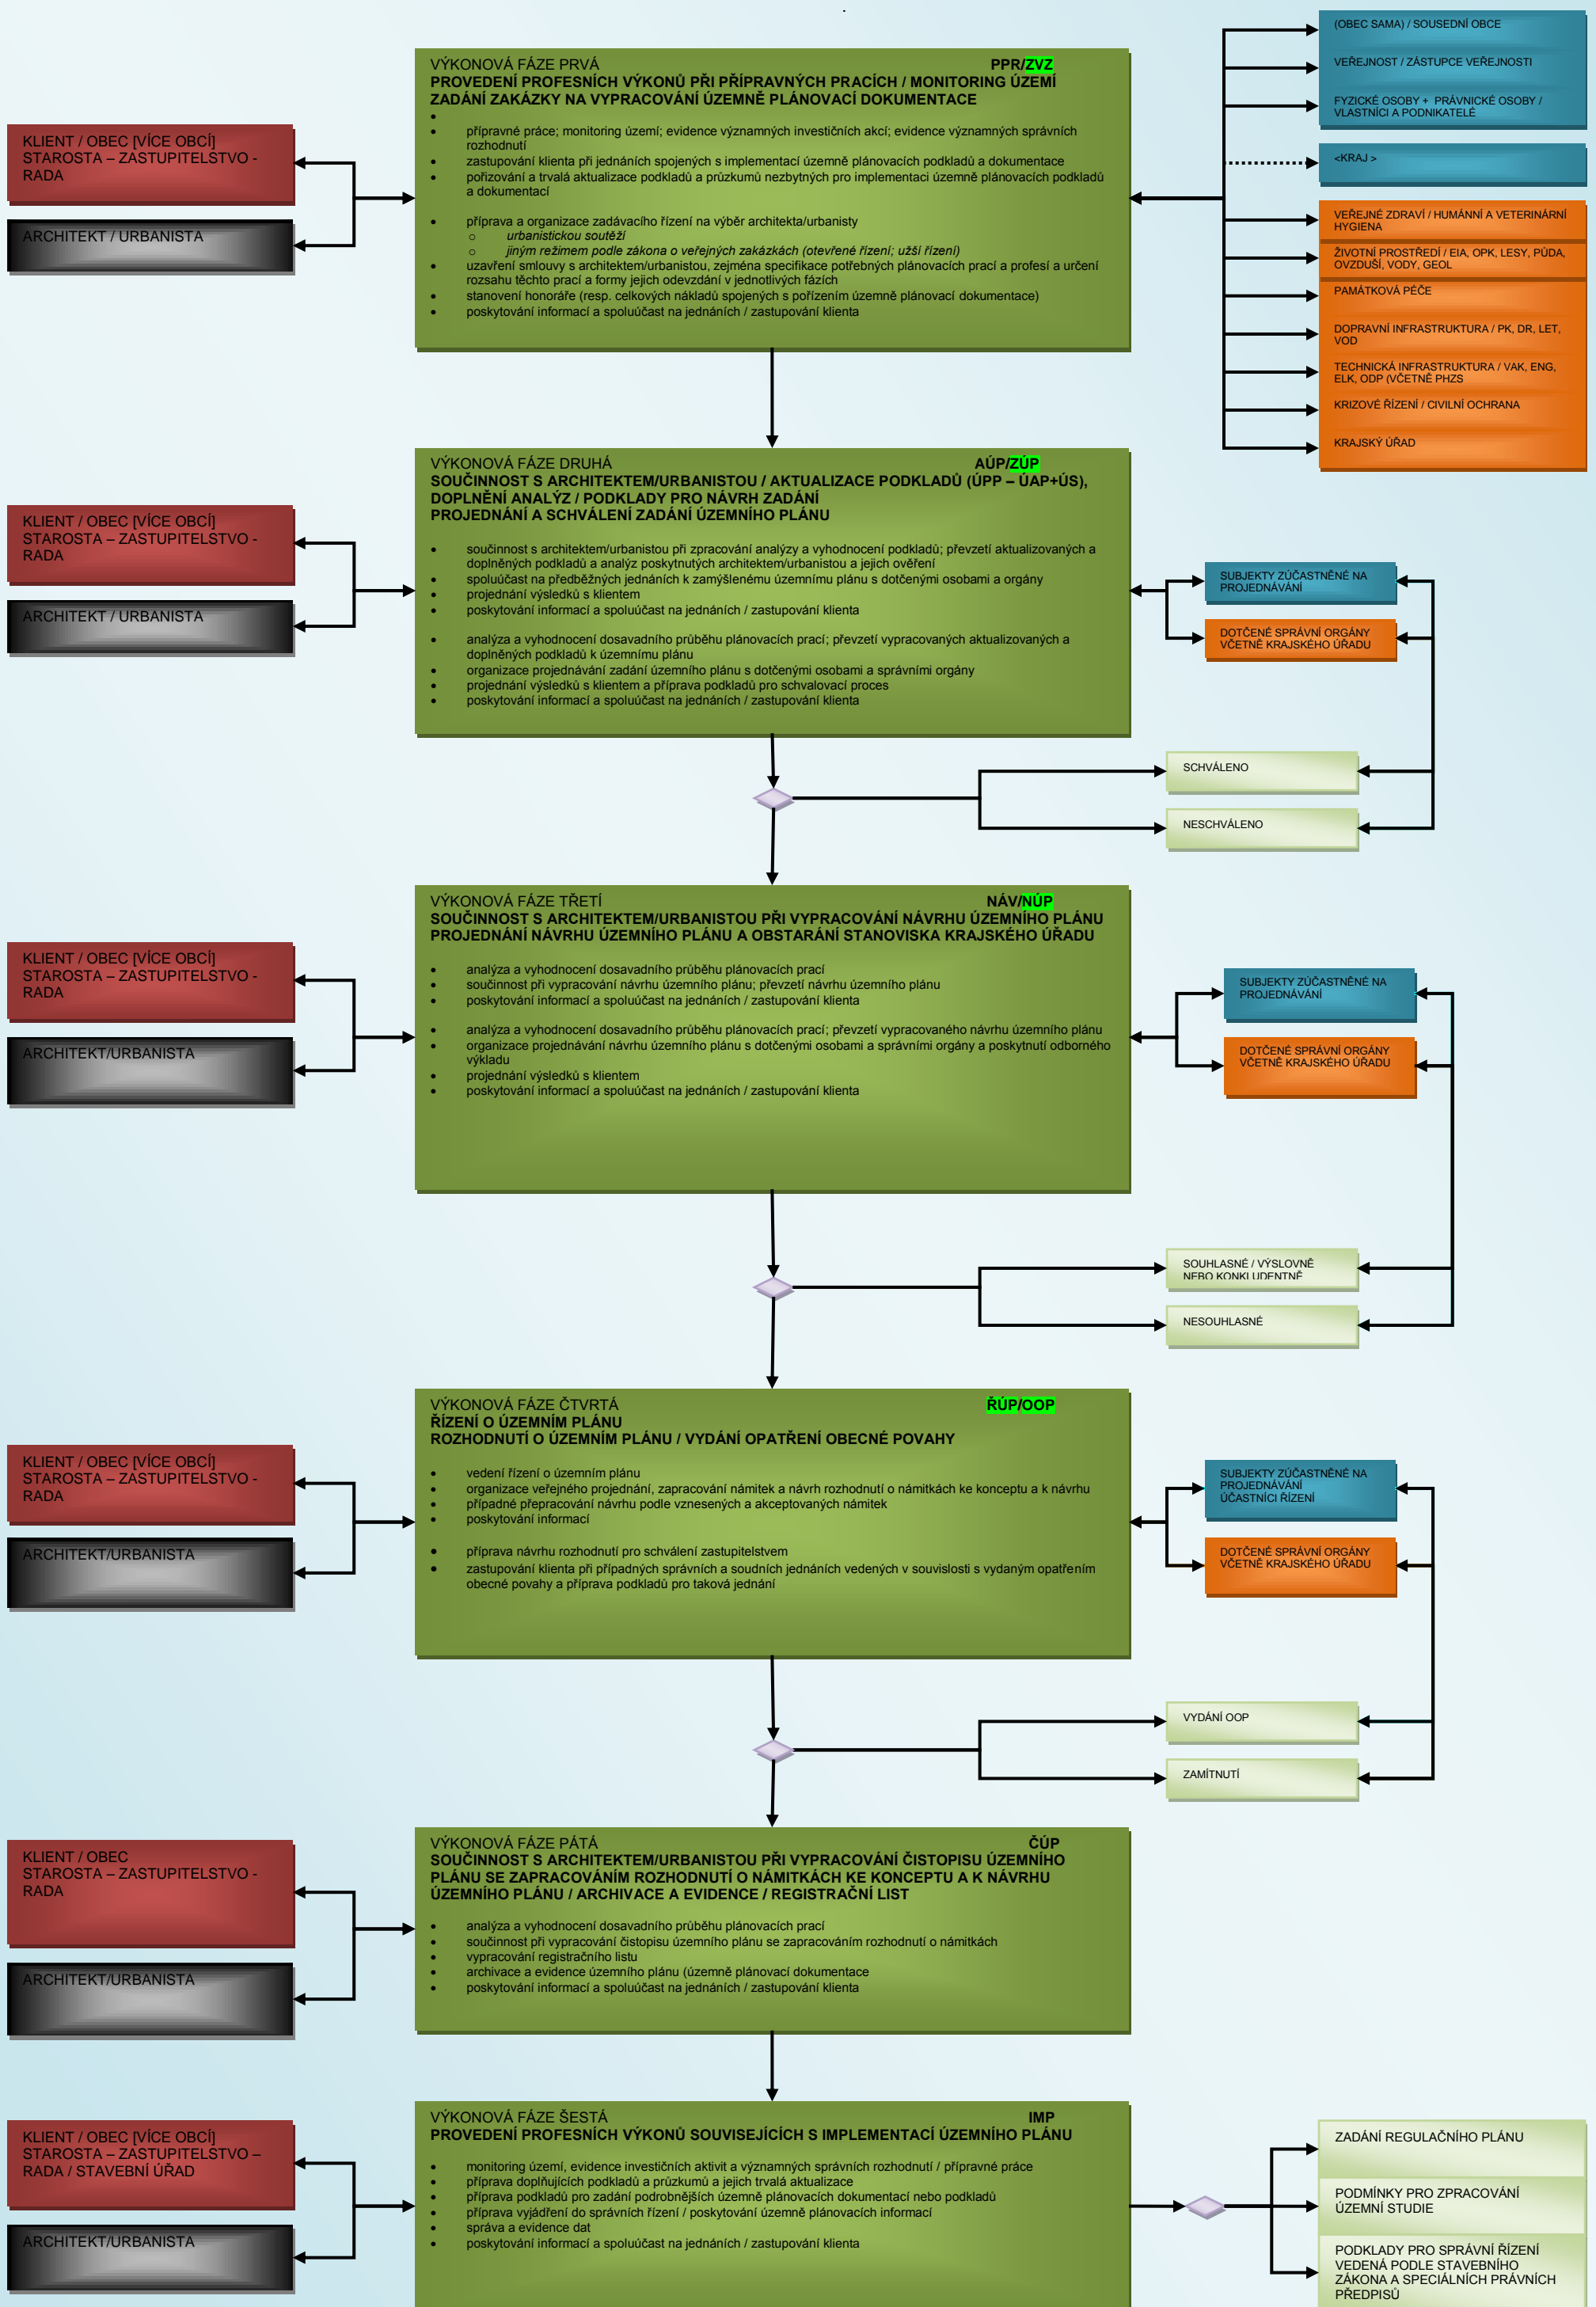 VÝKONOVÁ FÁZE PRVÁ PPR/ZVZ
PROVEDENÍ PROFESNÍCH VÝKONŮ PŘI PŘÍPRAVNÝCH PRACÍCH / MONITORING ÚZEMÍ
ZADÁNÍ ZAKÁZKY NA VYPRACOVÁNÍ ÚZEMNĚ PLÁNOVACÍ DOKUMENTACE
•
• přípravné práce; monitoring území; evidence významných investičních akcí; evidence významných správních
rozhodnutí
• zastupování klienta při jednáních spojených s implementací územně plánovacích podkladů a dokumentace
• pořizování a trvalá aktualizace podkladů a průzkumů nezbytných pro implementaci územně plánovacích podkladů
a dokumentací
• příprava a organizace zadávacího řízení na výběr architekta/urbanisty
o urbanistickou soutěží
o jiným režimem podle zákona o veřejných zakázkách (otevřené řízení; užší řízení)
• uzavření smlouvy s architektem/urbanistou, zejména specifikace potřebných plánovacích prací a profesí a určení
rozsahu těchto prací a formy jejich odevzdání v jednotlivých fázích
• stanovení honoráře (resp. celkových nákladů spojených s pořízením územně plánovací dokumentace)
• poskytování informací a spoluúčast na jednáních / zastupování klienta
KLIENT / OBEC [VÍCE OBCÍ]
STAROSTA – ZASTUPITELSTVO -
RADA
ARCHITEKT / URBANISTA
(OBEC SAMA) / SOUSEDNÍ OBCE
VEŘEJNOST / ZÁSTUPCE VEŘEJNOSTI
FYZICKÉ OSOBY + PRÁVNICKÉ OSOBY /
VLASTNÍCI A PODNIKATELÉ
<KRAJ >
VEŘEJNÉ ZDRAVÍ / HUMÁNNÍ A VETERINÁRNÍ
HYGIENA
ŽIVOTNÍ PROSTŘEDÍ / EIA, OPK, LESY, PŮDA,
OVZDUŠÍ, VODY, GEOL
PAMÁTKOVÁ PÉČE
DOPRAVNÍ INFRASTRUKTURA / PK, DR, LET,
VOD
TECHNICKÁ INFRASTRUKTURA / VAK, ENG,
ELK, ODP (VČETNĚ PHZS
KRIZOVÉ ŘÍZENÍ / CIVILNÍ OCHRANA
KRAJSKÝ ÚŘAD
VÝKONOVÁ FÁZE DRUHÁ AÚP/ZÚP
SOUČINNOST S ARCHITEKTEM/URBANISTOU / AKTUALIZACE PODKLADŮ (ÚPP – ÚAP+ÚS),
DOPLNĚNÍ ANALÝZ / PODKLADY PRO NÁVRH ZADÁNÍ
PROJEDNÁNÍ A SCHVÁLENÍ ZADÁNÍ ÚZEMNÍHO PLÁNU
• součinnost s architektem/urbanistou při zpracování analýzy a vyhodnocení podkladů; převzetí aktualizovaných a
doplněných podkladů a analýz poskytnutých architektem/urbanistou a jejich ověření
• spoluúčast na předběžných jednáních k zamýšlenému územnímu plánu s dotčenými osobami a orgány
• projednání výsledků s klientem
• poskytování informací a spoluúčast na jednáních / zastupování klienta
• analýza a vyhodnocení dosavadního průběhu plánovacích prací; převzetí vypracovaných aktualizovaných a
doplněných podkladů k územnímu plánu
• organizace projednávání zadání územního plánu s dotčenými osobami a správními orgány
• projednání výsledků s klientem a příprava podkladů pro schvalovací proces
• poskytování informací a spoluúčast na jednáních / zastupování klienta
KLIENT / OBEC [VÍCE OBCÍ]
STAROSTA – ZASTUPITELSTVO -
RADA
ARCHITEKT / URBANISTA
SUBJEKTY ZÚČASTNĚNÉ NA
PROJEDNÁVÁNÍ
DOTČENÉ SPRÁVNÍ ORGÁNY
VČETNĚ KRAJSKÉHO ÚŘADU
SCHVÁLENO
NESCHVÁLENO
VÝKONOVÁ FÁZE TŘETÍ NÁV/NÚP
SOUČINNOST S ARCHITEKTEM/URBANISTOU PŘI VYPRACOVÁNÍ NÁVRHU ÚZEMNÍHO PLÁNU
PROJEDNÁNÍ NÁVRHU ÚZEMNÍHO PLÁNU A OBSTARÁNÍ STANOVISKA KRAJSKÉHO ÚŘADU
• analýza a vyhodnocení dosavadního průběhu plánovacích prací
• součinnost při vypracování návrhu územního plánu; převzetí návrhu územního plánu
• poskytování informací a spoluúčast na jednáních / zastupování klienta
• analýza a vyhodnocení dosavadního průběhu plánovacích prací; převzetí vypracovaného návrhu územního plánu
• organizace projednávání návrhu územního plánu s dotčenými osobami a správními orgány a poskytnutí odborného
výkladu
• projednání výsledků s klientem
• poskytování informací a spoluúčast na jednáních / zastupování klienta
KLIENT / OBEC [VÍCE OBCÍ]
STAROSTA – ZASTUPITELSTVO -
RADA
ARCHITEKT/URBANISTA
SUBJEKTY ZÚČASTNĚNÉ NA
PROJEDNÁVÁNÍ
DOTČENÉ SPRÁVNÍ ORGÁNY
VČETNĚ KRAJSKÉHO ÚŘADU
SOUHLASNÉ / VÝSLOVNĚ
NEBO KONKLUDENTNĚ
NESOUHLASNÉ
VÝKONOVÁ FÁZE ČTVRTÁ ŘÚP/OOP
ŘÍZENÍ O ÚZEMNÍM PLÁNU
ROZHODNUTÍ O ÚZEMNÍM PLÁNU / VYDÁNÍ OPATŘENÍ OBECNÉ POVAHY
• vedení řízení o územním plánu
• organizace veřejného projednání, zapracování námitek a návrh rozhodnutí o námitkách ke konceptu a k návrhu
• případné přepracování návrhu podle vznesených a akceptovaných námitek
• poskytování informací
• příprava návrhu rozhodnutí pro schválení zastupitelstvem
• zastupování klienta při případných správních a soudních jednáních vedených v souvislosti s vydaným opatřením
obecné povahy a příprava podkladů pro taková jednání
KLIENT / OBEC [VÍCE OBCÍ]
STAROSTA – ZASTUPITELSTVO -
RADA
ARCHITEKT/URBANISTA
SUBJEKTY ZÚČASTNĚNÉ NA
PROJEDNÁVÁNÍ
ÚČASTNÍCI ŘÍZENÍ
DOTČENÉ SPRÁVNÍ ORGÁNY
VČETNĚ KRAJSKÉHO ÚŘADU
VYDÁNÍ OOP
ZAMÍTNUTÍ
VÝKONOVÁ FÁZE PÁTÁ ČÚP
SOUČINNOST S ARCHITEKTEM/URBANISTOU PŘI VYPRACOVÁNÍ ČISTOPISU ÚZEMNÍHO
PLÁNU SE ZAPRACOVÁNÍM ROZHODNUTÍ O NÁMITKÁCH KE KONCEPTU A K NÁVRHU
ÚZEMNÍHO PLÁNU / ARCHIVACE A EVIDENCE / REGISTRAČNÍ LIST
• analýza a vyhodnocení dosavadního průběhu plánovacích prací
• součinnost při vypracování čistopisu územního plánu se zapracováním rozhodnutí o námitkách
• vypracování registračního listu
• archivace a evidence územního plánu (územně plánovací dokumentace
• poskytování informací a spoluúčast na jednáních / zastupování klienta
KLIENT / OBEC
STAROSTA – ZASTUPITELSTVO -
RADA
ARCHITEKT/URBANISTA
VÝKONOVÁ FÁZE ŠESTÁ IMP
PROVEDENÍ PROFESNÍCH VÝKONŮ SOUVISEJÍCÍCH S IMPLEMENTACÍ ÚZEMNÍHO PLÁNU
• monitoring území, evidence investičních aktivit a významných správních rozhodnutí / přípravné práce
• příprava doplňujících podkladů a průzkumů a jejich trvalá aktualizace
• příprava podkladů pro zadání podrobnějších územně plánovacích dokumentací nebo podkladů
• příprava vyjádření do správních řízení / poskytování územně plánovacích informací
• správa a evidence dat
• poskytování informací a spoluúčast na jednáních / zastupování klienta
KLIENT / OBEC [VÍCE OBCÍ]
STAROSTA – ZASTUPITELSTVO –
RADA / STAVEBNÍ ÚŘAD
ARCHITEKT/URBANISTA
ZADÁNÍ REGULAČNÍHO PLÁNU
PODMÍNKY PRO ZPRACOVÁNÍ
ÚZEMNÍ STUDIE
PODKLADY PRO SPRÁVNÍ ŘÍZENÍ
VEDENÁ PODLE STAVEBNÍHO
ZÁKONA A SPECIÁLNÍCH PRÁVNÍCH
PŘEDPISŮ